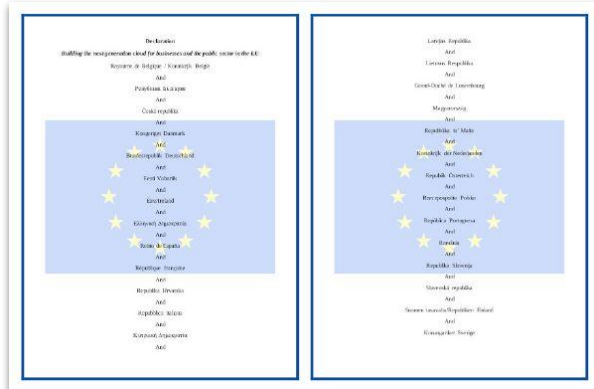 Declaration
Building the next generation cloud for businesses and the public sector in the EU
Royaume de Belgique / Koninkrijk België
And
Република България
And
Česká republika
And
Kongeriget Danmark
And
Bundesrepublik Deutschland
And
Eesti Vabariik
And
Éire/Ireland
And
Ελληνική Δημοκρατία
And
Reino de España
And
République française
And
Republika Hrvatska
And
Repubblica italiana
And
Κυπριακή Δημοκρατία
And
Latvijas Republika
And
Lietuvos Respublika
And
Grand-Duché de Luxembourg
And
Magyarország
And
Repubblika ta' Malta
And
Koninkrijk der Nederlanden
And
Republik Österreich
And
Rzeczpospolita Polska
And
República Portuguesa
And
România
And
Republika Slovenija
And
Slovenská republika
And
Suomen tasavalta/Republiken Finland
And
Konungariket Sverige